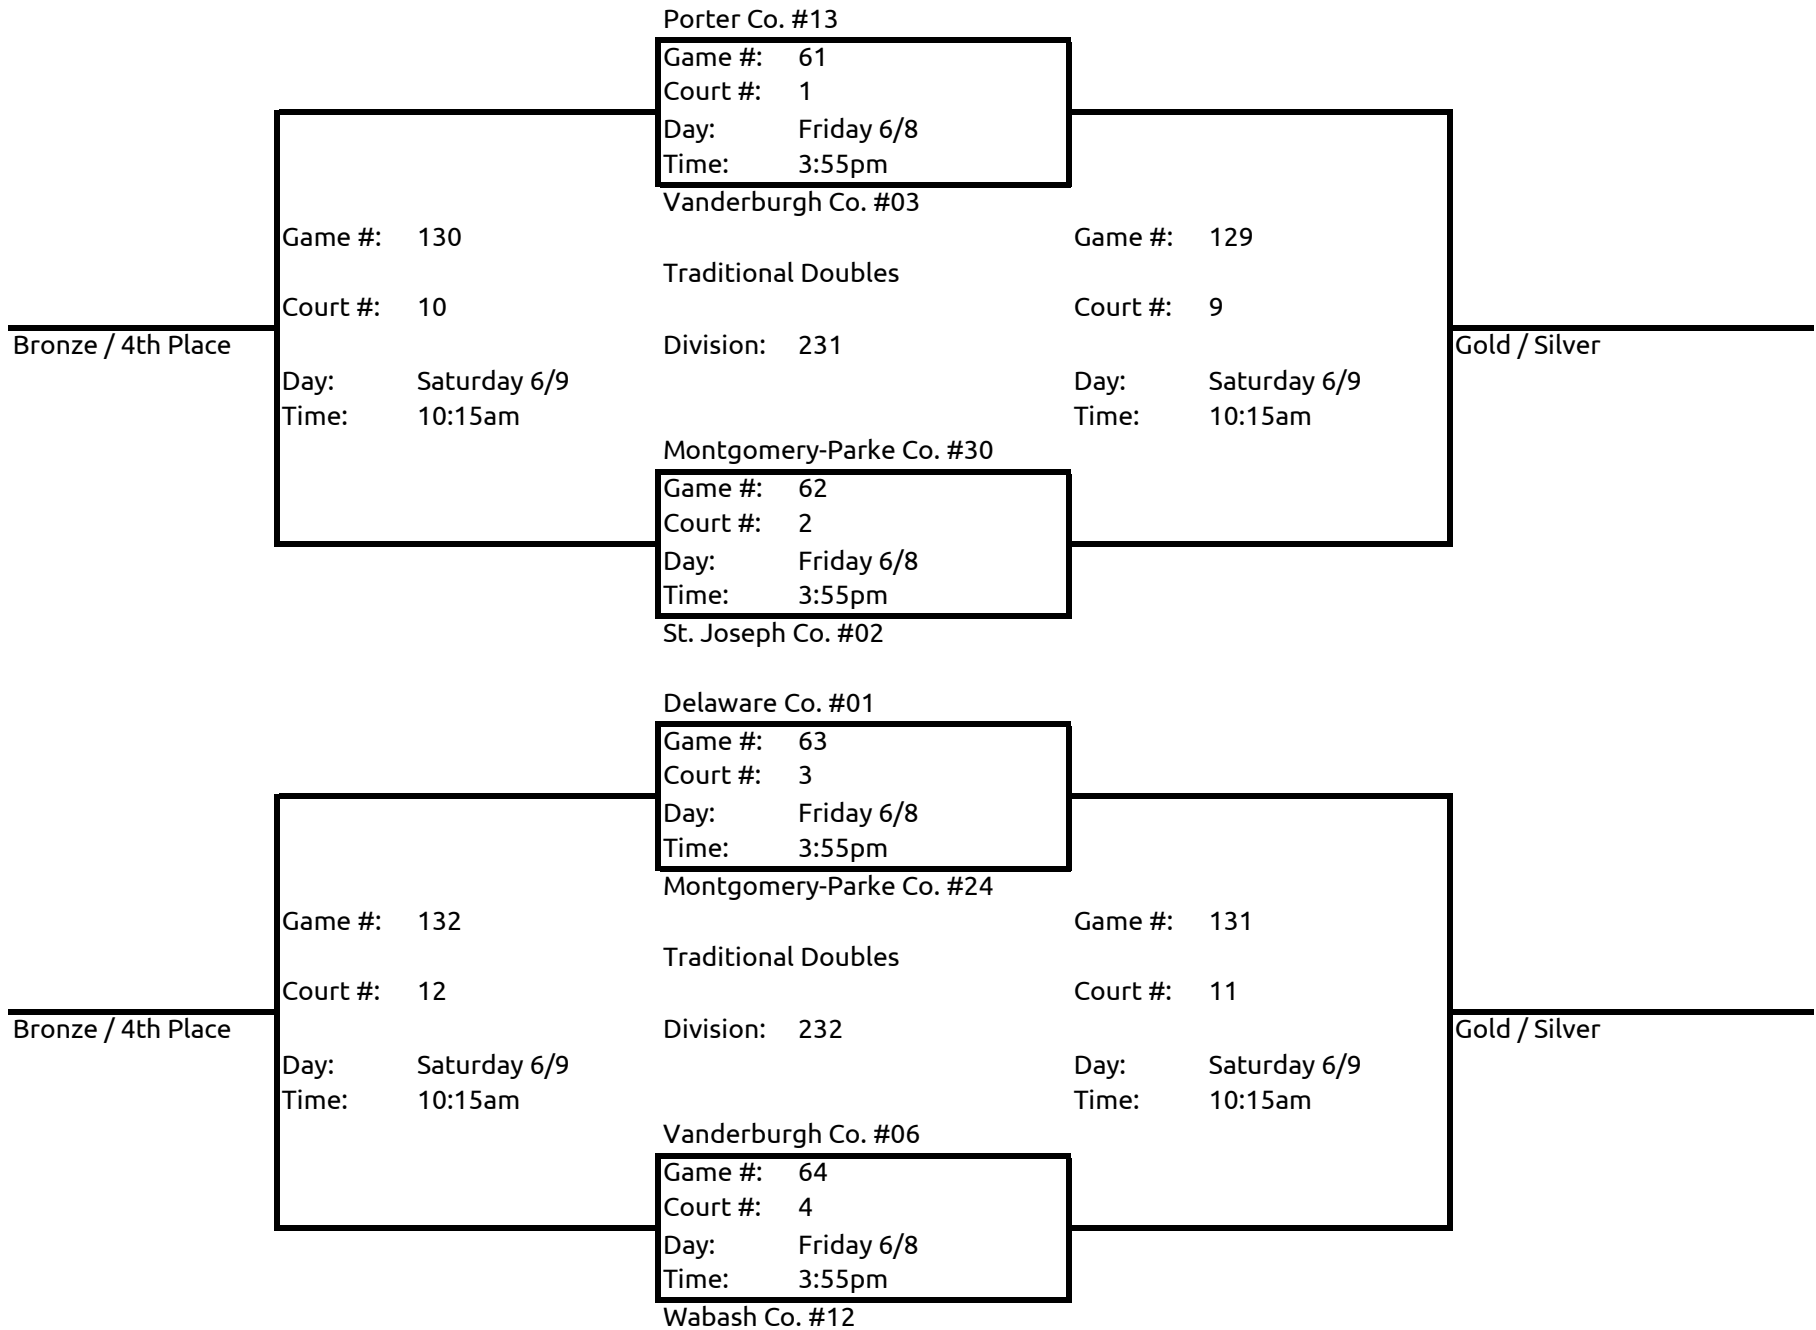 Porter Co. #13
Game #: 61
Court #: 1
Day: Friday 6/8
Time: 3:55pm
Vanderburgh Co. #03
Game #: 130
Game #: 129
Traditional Doubles
Court #: 10
Court #: 9
Bronze / 4th Place
Division: 231
Gold / Silver
Day: Saturday 6/9
Day: Saturday 6/9
Time: 10:15am
Time: 10:15am
Montgomery-Parke Co. #30
Game #: 62
Court #: 2
Day: Friday 6/8
Time: 3:55pm
St. Joseph Co. #02
Delaware Co. #01
Game #: 63
Court #: 3
Day: Friday 6/8
Time: 3:55pm
Montgomery-Parke Co. #24
Game #: 132
Game #: 131
Traditional Doubles
Court #: 12
Court #: 11
Bronze / 4th Place
Division: 232
Gold / Silver
Day: Saturday 6/9
Day: Saturday 6/9
Time: 10:15am
Time: 10:15am
Vanderburgh Co. #06
Game #: 64
Court #: 4
Day: Friday 6/8
Time: 3:55pm
Wabash Co. #12